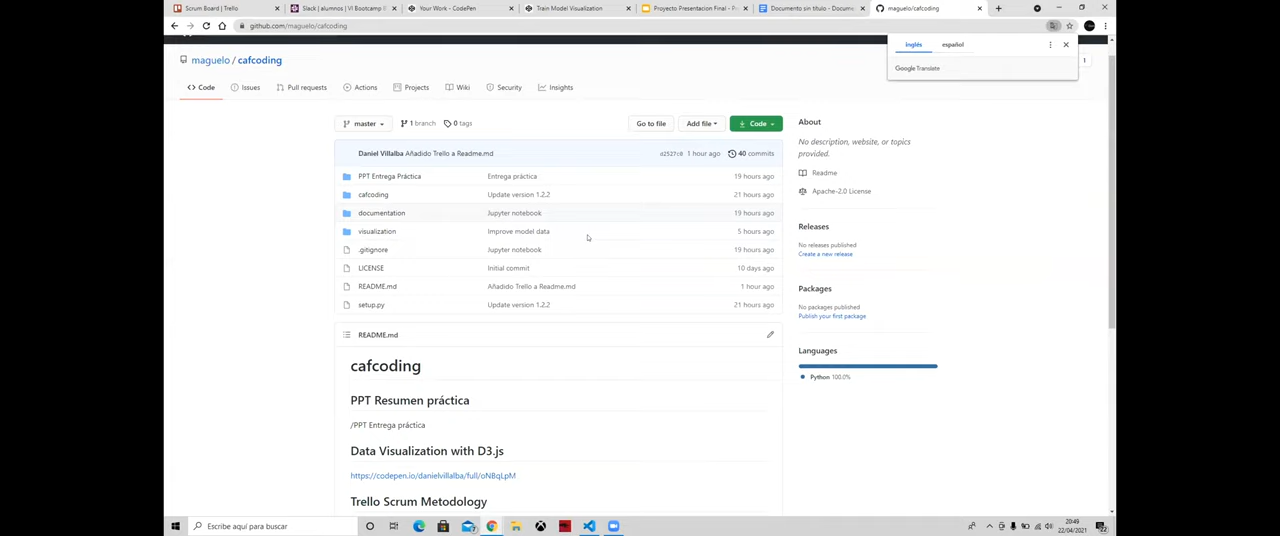 Scrum Board | Trello
Slack | alumnos | VI Bootcamp B
Your Work - CodePen
Train Model Visualization
Proyecto Presentacion Final - P
Documento sin título - Docume
maguelo/cafcoding
github.com/maguelo/cafcoding
inglés español
Google Translate
maguelo / cafcoding
1
Code Issues Pull requests Actions Projects Wiki Security Insights
master 1 branch 0 tags Go to file Add file Code
Daniel Villalba Añadido Trello a Readme.md 1 hour ago 40 commits
PPT Entrega Práctica Entrega práctica 19 hours ago
cafcoding Update version 1.2.2 21 hours ago
documentation Jupyter notebook 19 hours ago
visualization Improve model data 5 hours ago
.gitignore Jupyter notebook 19 hours ago
LICENSE Initial commit 10 days ago
README.md Añadido Trello a Readme.md 1 hour ago
setup.py Update version 1.2.2 21 hours ago
README.md
cafcoding
PPT Resumen práctica
/PPT Entrega práctica
Data Visualization with D3.js
https://codepen.io/danielvillalba/full/oNBqLpM
Trello Scrum Methodology
About
No description, website, or topics
provided.
Readme
Apache-2.0 License
Releases
No releases published
Create a new release
Packages
No packages published
Publish your first package
Languages
Python 100.0%
Escribe aquí para buscar
20:49
22/04/2021